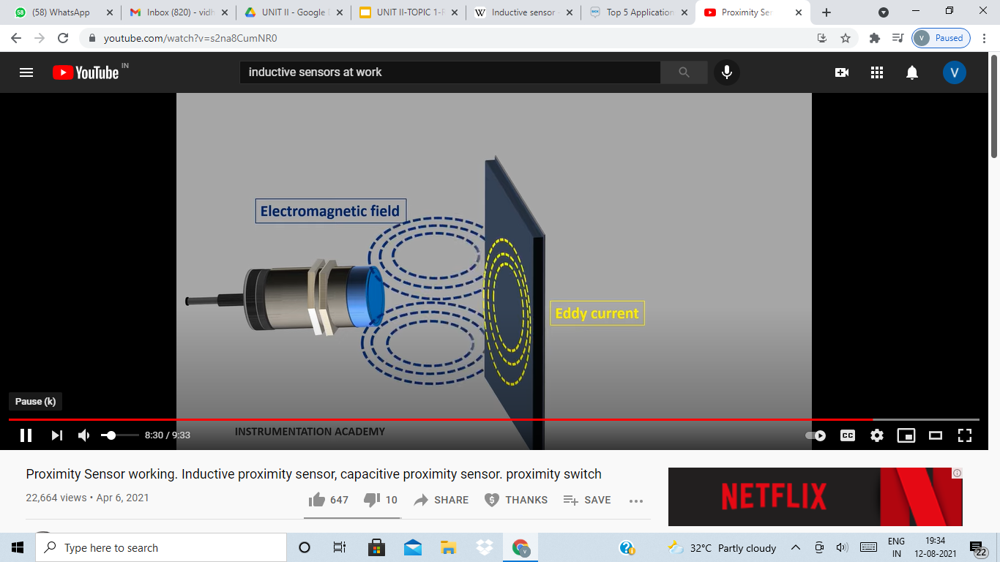 (58) WhatsApp
Inbox (820) - vidh
UNIT II - Google
UNIT II-TOPIC 1-
Inductive sensor
Top 5 Application
Proximity Se
youtube.com/watch?v=s2na8CumNR0
V
Paused
YouTube IN
inductive sensors at work
V
Electromagnetic field
Eddy current
Pause (k)
INSTRUMENTATION ACADEMY
8:30 / 9:33
CC
Proximity Sensor working. Inductive proximity sensor, capacitive proximity sensor. proximity switch
22,664 views • Apr 6, 2021
647
10
SHARE
THANKS
SAVE
NETFLIX
Type here to search
32°C Partly cloudy
ENG
IN
19:34
12-08-2021
22